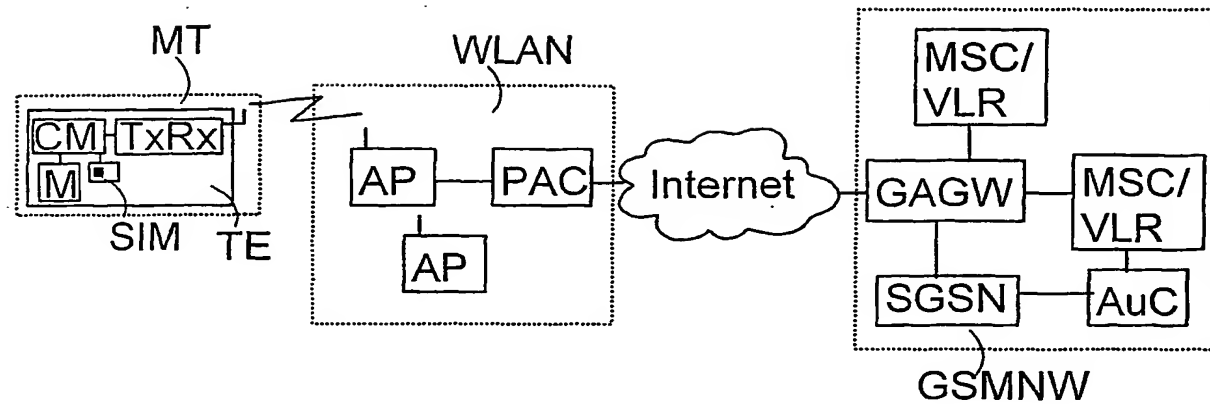 MT
CM
TxRx
M
SIM
TE
WLAN
AP
PAC
AP
Internet
MSC/
VLR
GAGW
MSC/
VLR
SGSN
AuC
GSMNW